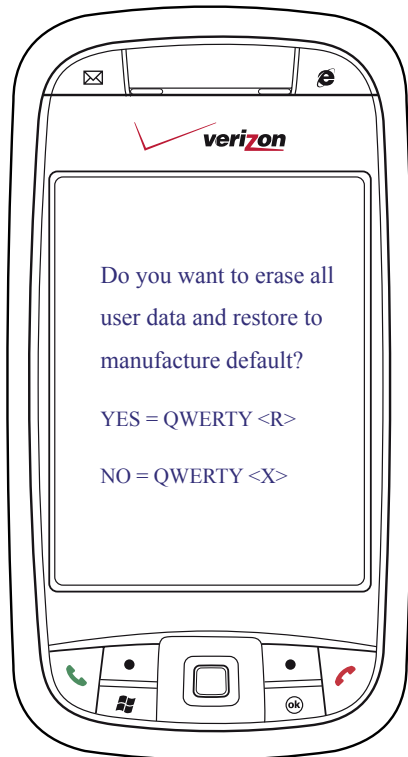 verizon
Do you want to erase all
user data and restore to
manufacture default?
YES = QWERTY <R>
NO = QWERTY <X>
ok